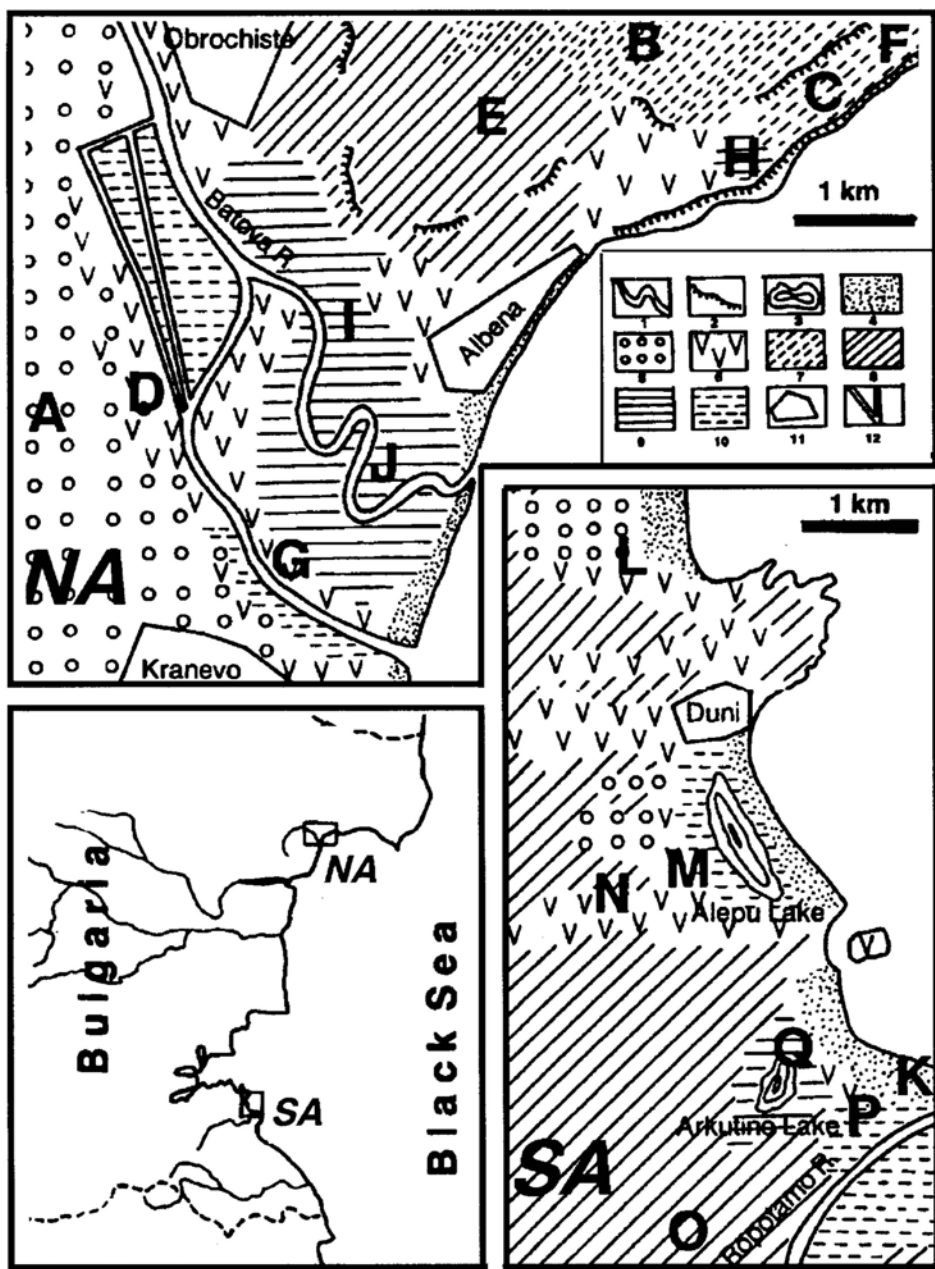 Obrochiste
B
F
C
E
H
1 km
Batova R.
I
Albena
1
2
3
4
5
6
7
8
9
10
11
12
A
D
J
NA
G
Kranevo
1 km
L
Duni
M
N
Alepu Lake
Q
K
P
Arkutino Lake
SA
O
Ropotamo R.
Bulgaria
NA
SA
Black Sea